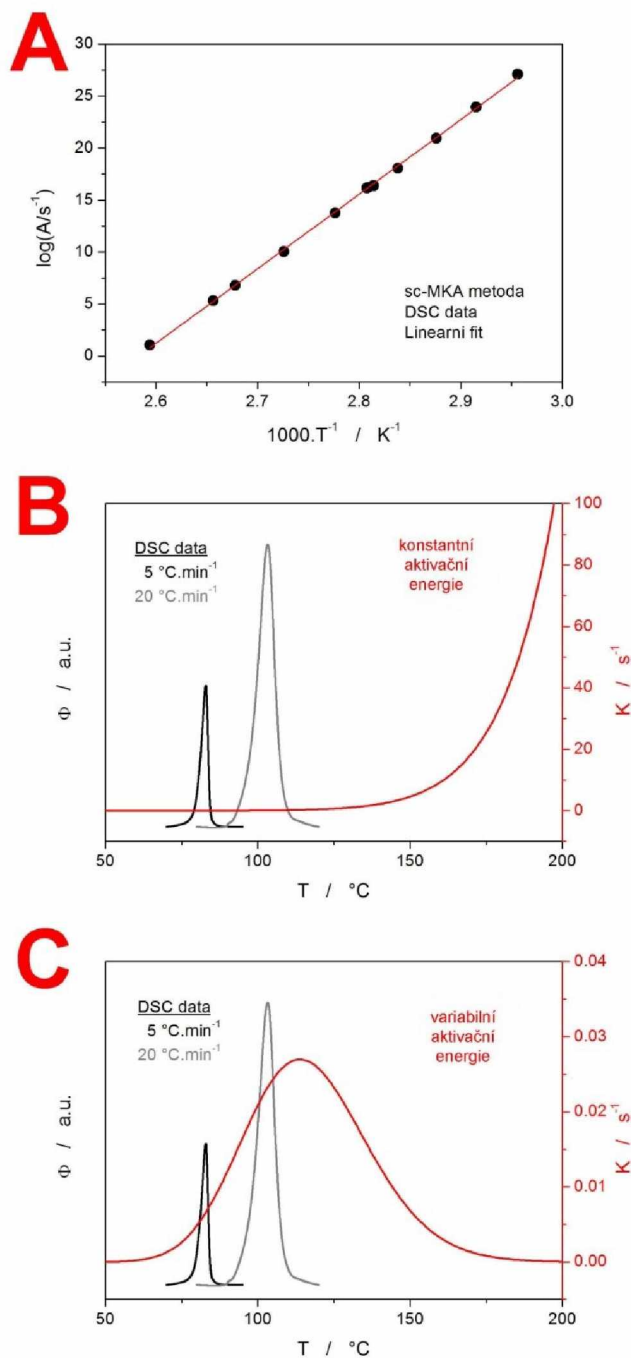 A
30
25
20
15
10
5
0
log(A/s⁻¹)
sc-MKA metoda
DSC data
Linearni fit
2.6 2.7 2.8 2.9 3.0
1000.T⁻¹ / K⁻¹
B
DSC data
5 °C.min⁻¹
20 °C.min⁻¹
konstantní
aktivační
energie
Φ / a.u.
100
80
60
40
20
0
K / s⁻¹
50 100 150 200
T / °C
C
DSC data
5 °C.min⁻¹
20 °C.min⁻¹
variabilní
aktivační
energie
Φ / a.u.
0.04
0.03
0.02
0.01
0.00
K / s⁻¹
50 100 150 200
T / °C